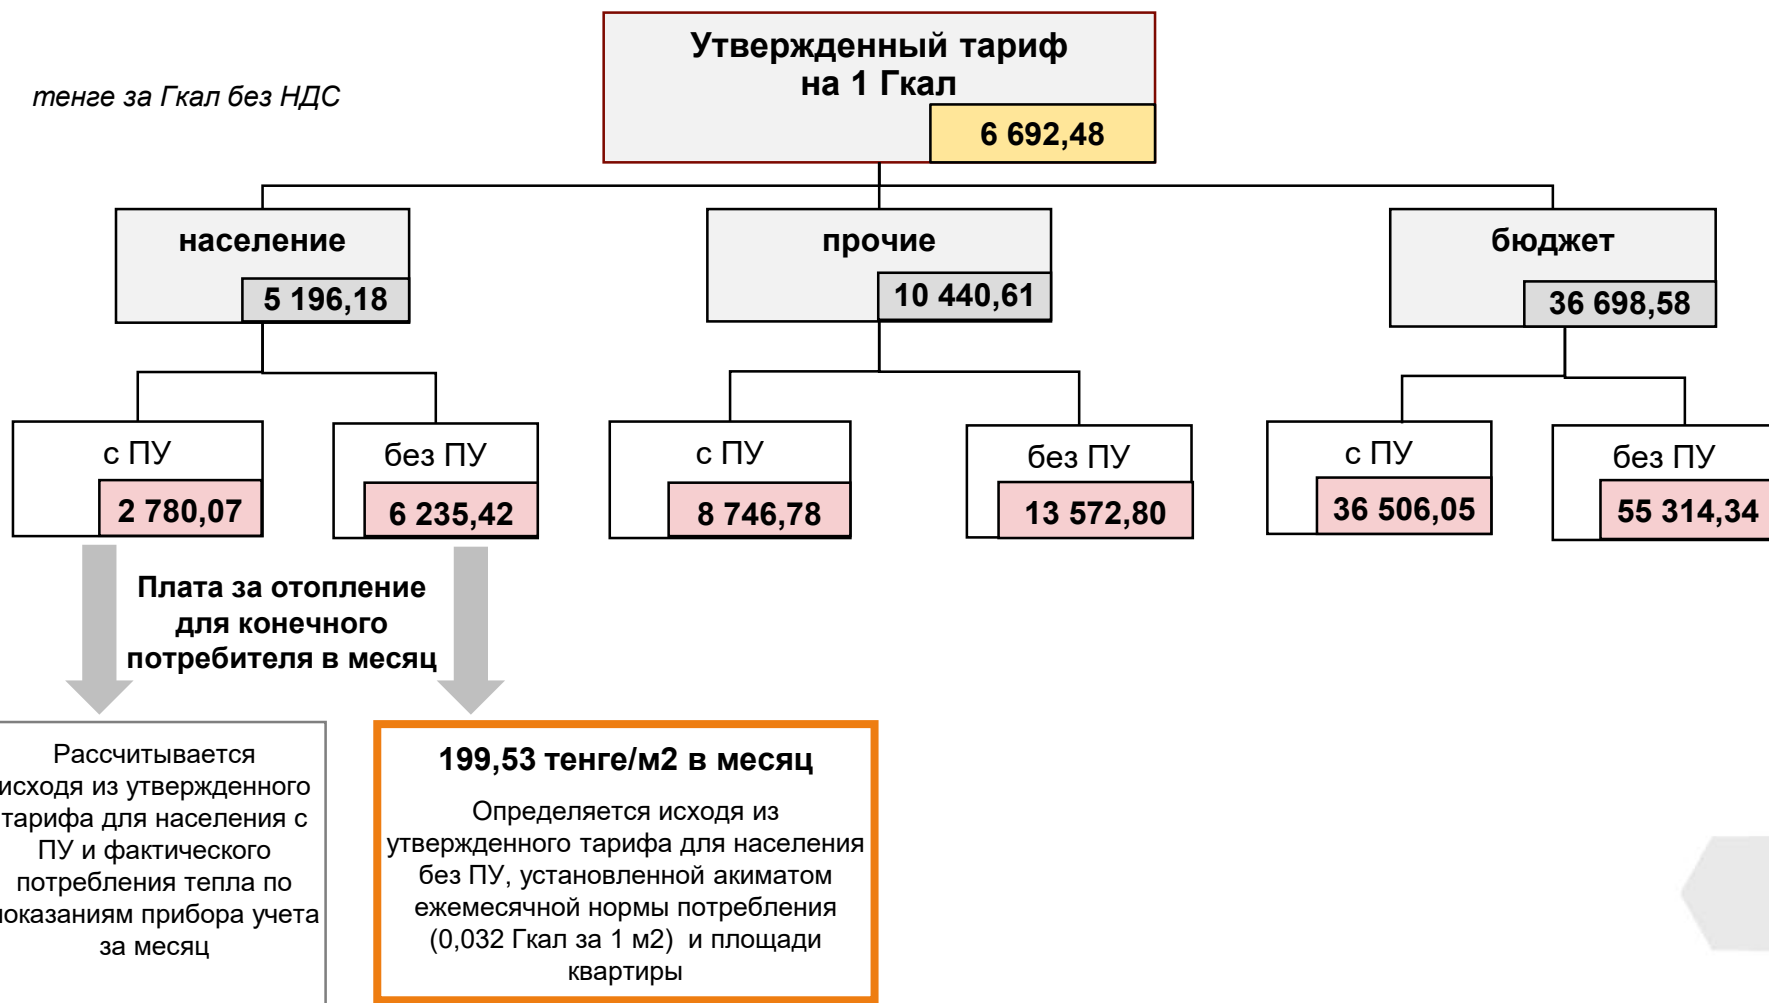 Утвержденный тариф
на 1 Гкал
6 692,48
тенге за Гкал без НДС
население
5 196,18
прочие
10 440,61
бюджет
36 698,58
с ПУ
2 780,07
без ПУ
6 235,42
с ПУ
8 746,78
без ПУ
13 572,80
с ПУ
36 506,05
без ПУ
55 314,34
Плата за отопление
для конечного
потребителя в месяц
Рассчитывается
исходя из утвержденного
тарифа для населения с
ПУ и фактического
потребления тепла по
показаниям прибора учета
за месяц
199,53 тенге/м2 в месяц
Определяется исходя из
утвержденного тарифа для населения
без ПУ, установленной акиматом
ежемесячной нормы потребления
(0,032 Гкал за 1 м2) и площади
квартиры